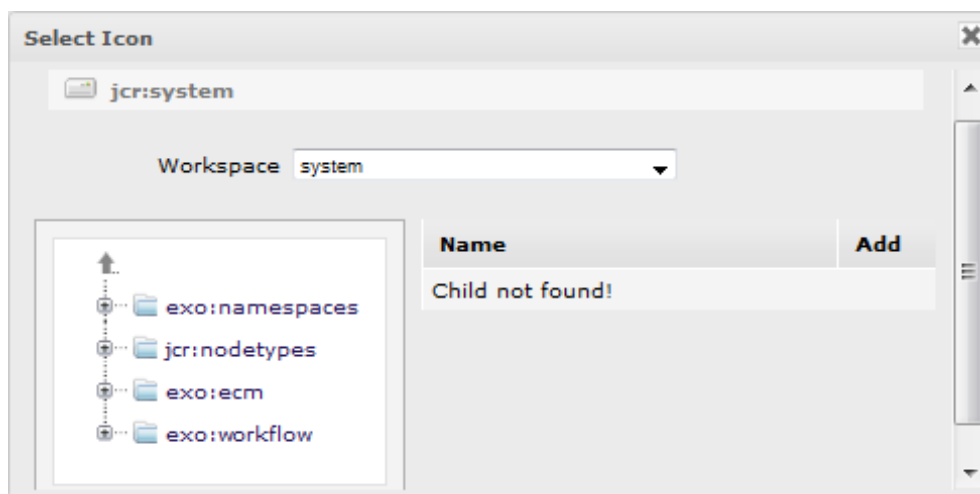 Select Icon
jcr:system
Workspace system
Name Add
Child not found!
exo:namespaces
jcr:nodetypes
exo:ecm
exo:workflow